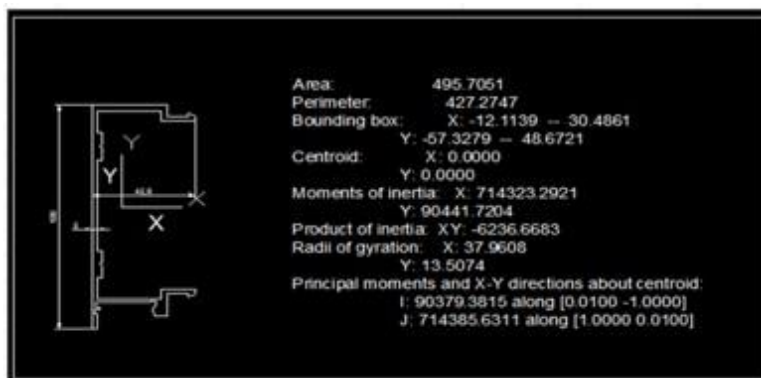 Area: 495.7051
Perimeter: 427.2747
Bounding box: X: -12.1139 -- 30.4861
Y: -57.3279 -- 48.6721
Centroid: X: 0.0000
Y: 0.0000
Moments of inertia: X: 714323.2921
Y: 90441.7204
Product of inertia: XY: -6236.6683
Radii of gyration: X: 37.9608
Y: 13.5074
Principal moments and X-Y directions about centroid:
I: 90379.3815 along [0.0100 -1.0000]
J: 714385.6311 along [1.0000 0.0100]
Y
Y
X
X